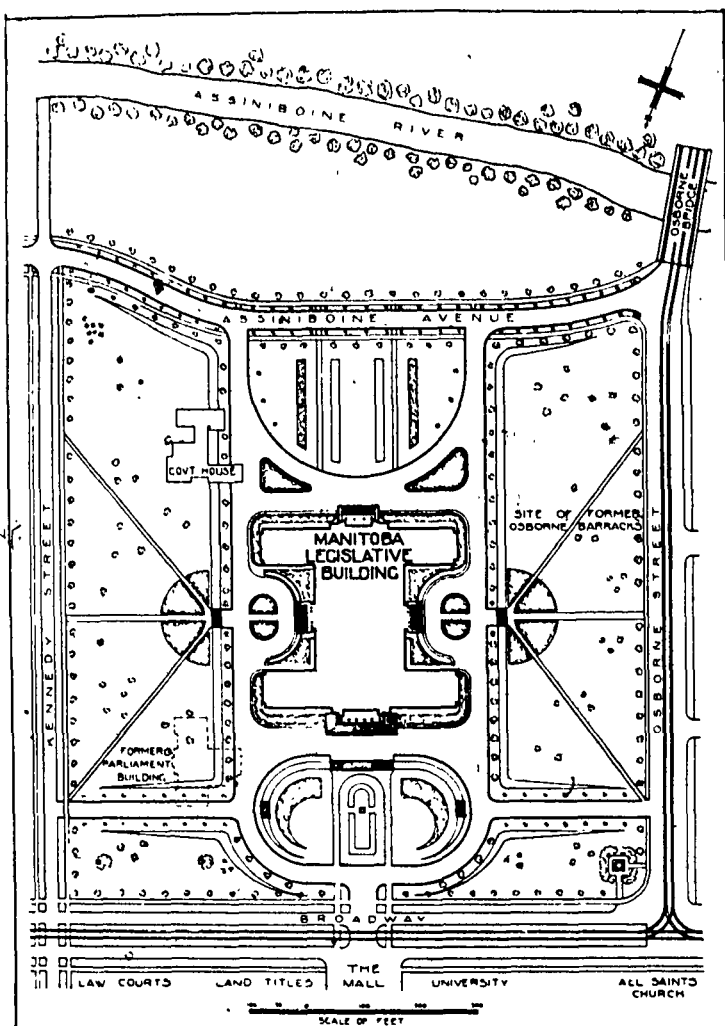 ASSINIBOINE RIVER
OSBORNE
BRIDGE
ASSINIBOINE AVENUE
GOVT HOUSE
SITE OF FORMER
OSBORNE BARRACKS
MANITOBA
LEGISLATIVE
BUILDING
KENNEDY STREET
OSBORNE STREET
FORMER
PARLIAMENT
BUILDING
BROADWAY
LAW COURTS
LAND TITLES
THE
MALL
UNIVERSITY
ALL SAINTS
CHURCH
SCALE OF FEET